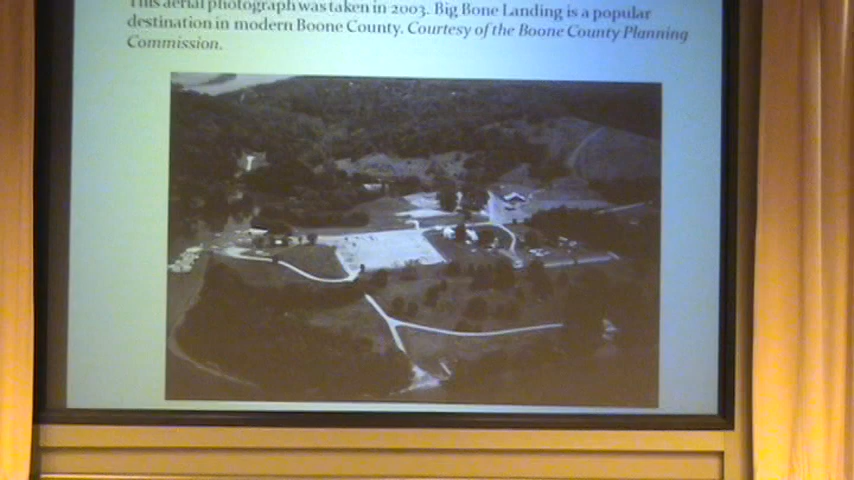 This aerial photograph was taken in 2003. Big Bone Landing is a popular
destination in modern Boone County. Courtesy of the Boone County Planning
Commission.